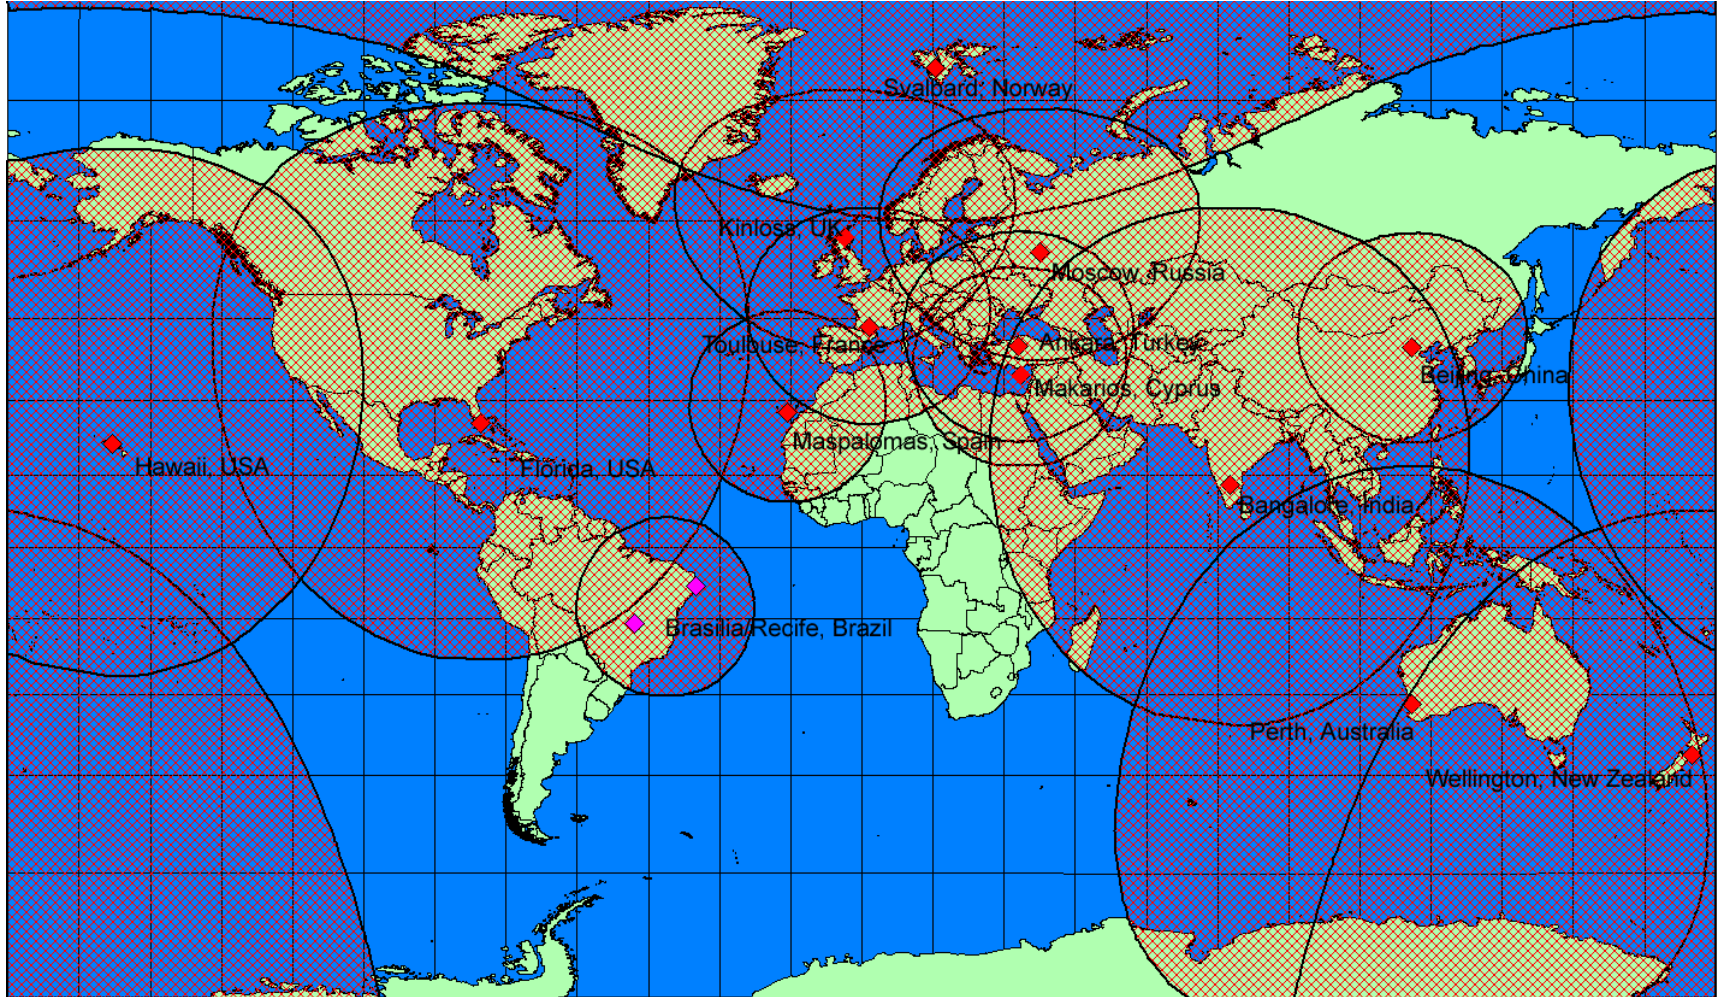 Svalbard, Norway
Kinloss, UK
Moscow, Russia
Toulouse, France
Ankara, Turkey
Beijing, China
Makarios, Cyprus
Maspalomas, Spain
Hawaii, USA
Florida, USA
Bangalore, India
Brasilia/Recife, Brazil
Perth, Australia
Wellington, New Zealand